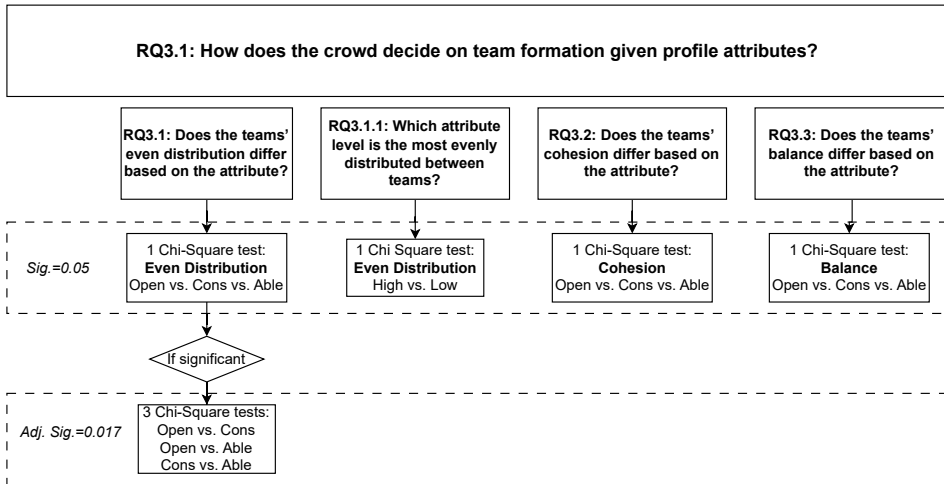 RQ3.1: How does the crowd decide on team formation given profile attributes?
RQ3.1: Does the teams'
even distribution differ
based on the attribute?
RQ3.1.1: Which attribute
level is the most evenly
distributed between
teams?
RQ3.2: Does the teams'
cohesion differ based on
the attribute?
RQ3.3: Does the teams'
balance differ based on
the attribute?
Sig.=0.05
1 Chi-Square test:
Even Distribution
Open vs. Cons vs. Able
1 Chi Square test:
Even Distribution
High vs. Low
1 Chi-Square test:
Cohesion
Open vs. Cons vs. Able
1 Chi-Square test:
Balance
Open vs. Cons vs. Able
If significant
Adj. Sig.=0.017
3 Chi-Square tests:
Open vs. Cons
Open vs. Able
Cons vs. Able